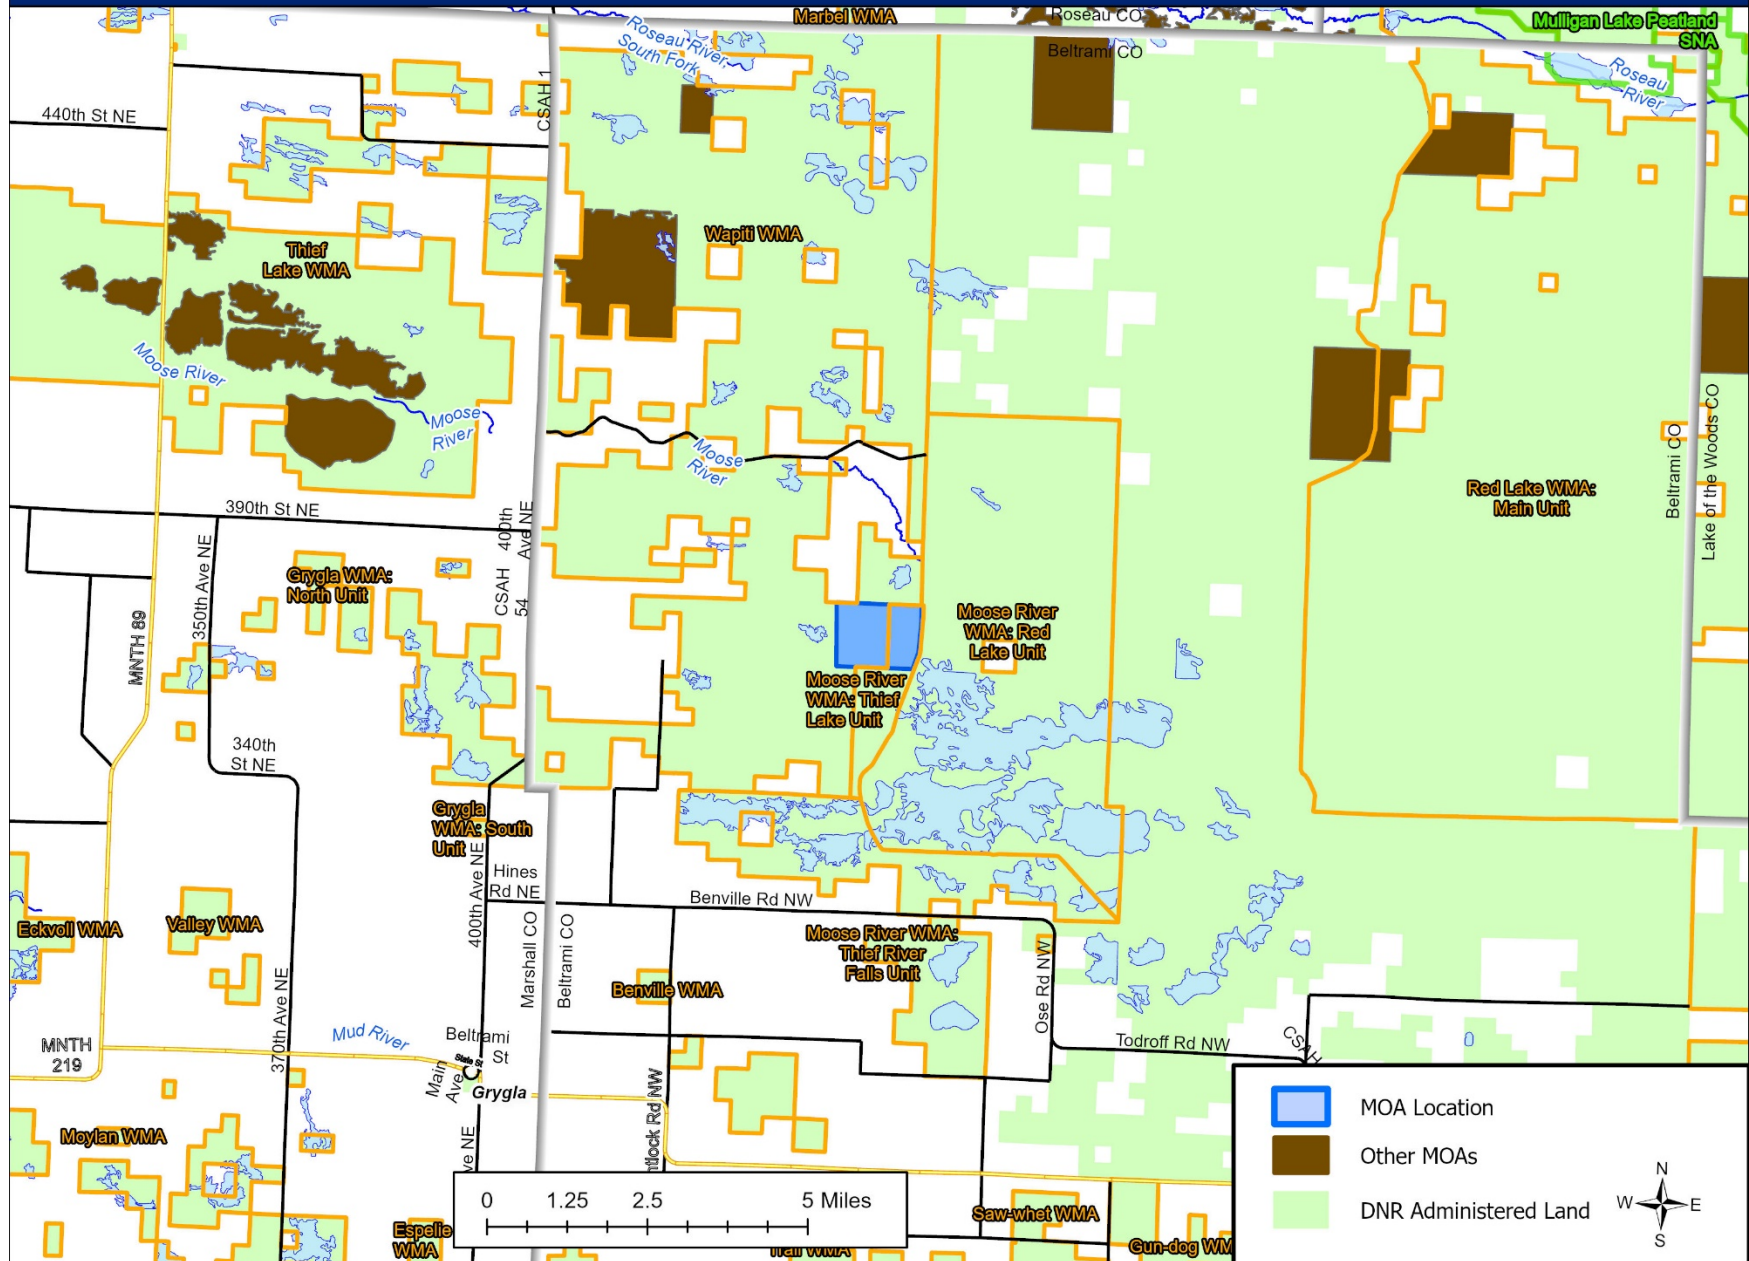 Marbel WMA
Roseau CO
Beltrami CO
Mulligan Lake Peatland
SNA
Roseau River,
South Fork
Roseau
River
CSAH 1
440th St NE
Thief
Lake WMA
Wapiti WMA
Moose River
Moose
River
Moose
River
Beltrami CO
Lake of the Woods CO
Red Lake WMA:
Main Unit
390th St NE
400th
Ave NE
CSAH
54
350th Ave NE
MNTH 89
Grygla WMA:
North Unit
Moose River
WMA: Red
Lake Unit
Moose River
WMA: Thief
Lake Unit
340th
St NE
Grygla
WMA: South
Unit
Hines
Rd NE
400th Ave NE
Benville Rd NW
Eckvoll WMA
Valley WMA
Marshall CO
Beltrami CO
Moose River WMA:
Thief River
Falls Unit
Benville WMA
Ose Rd NW
370th Ave NE
Mud River
Beltrami
St
State St
Main
Ave
Grygla
MNTH
219
Todroff Rd NW
CSAH
Moylan WMA
ve NE
ntlock Rd NW
0 1.25 2.5 5 Miles
Espelie
WMA
Saw-whet WMA
Gun-dog WM
MOA Location
Other MOAs
DNR Administered Land
N
W E
S